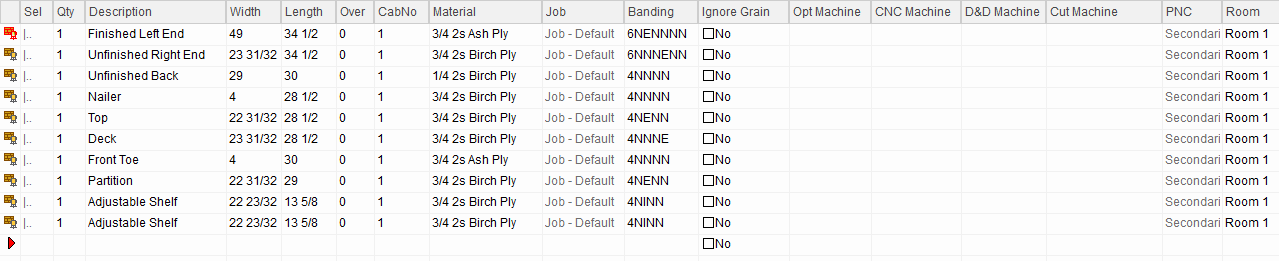 Sel Qty Description Width Length Over CabNo Material Job Banding Ignore Grain Opt Machine CNC Machine D&D Machine Cut Machine PNC Room
|.. 1 Finished Left End 49 34 1/2 0 1 3/4 2s Ash Ply Job - Default 6NENNNN No Secondari Room 1
|.. 1 Unfinished Right End 23 31/32 34 1/2 0 1 3/4 2s Birch Ply Job - Default 6NNNENN No Secondari Room 1
|.. 1 Unfinished Back 29 30 0 1 1/4 2s Birch Ply Job - Default 4NNNN No Secondari Room 1
|.. 1 Nailer 4 28 1/2 0 1 3/4 2s Birch Ply Job - Default 4NNNN No Secondari Room 1
|.. 1 Top 22 31/32 28 1/2 0 1 3/4 2s Birch Ply Job - Default 4NENN No Secondari Room 1
|.. 1 Deck 23 31/32 28 1/2 0 1 3/4 2s Birch Ply Job - Default 4NNNE No Secondari Room 1
|.. 1 Front Toe 4 30 0 1 3/4 2s Ash Ply Job - Default 4NNNN No Secondari Room 1
|.. 1 Partition 22 31/32 29 0 1 3/4 2s Birch Ply Job - Default 4NENN No Secondari Room 1
|.. 1 Adjustable Shelf 22 23/32 13 5/8 0 1 3/4 2s Birch Ply Job - Default 4NINN No Secondari Room 1
|.. 1 Adjustable Shelf 22 23/32 13 5/8 0 1 3/4 2s Birch Ply Job - Default 4NINN No Secondari Room 1
No